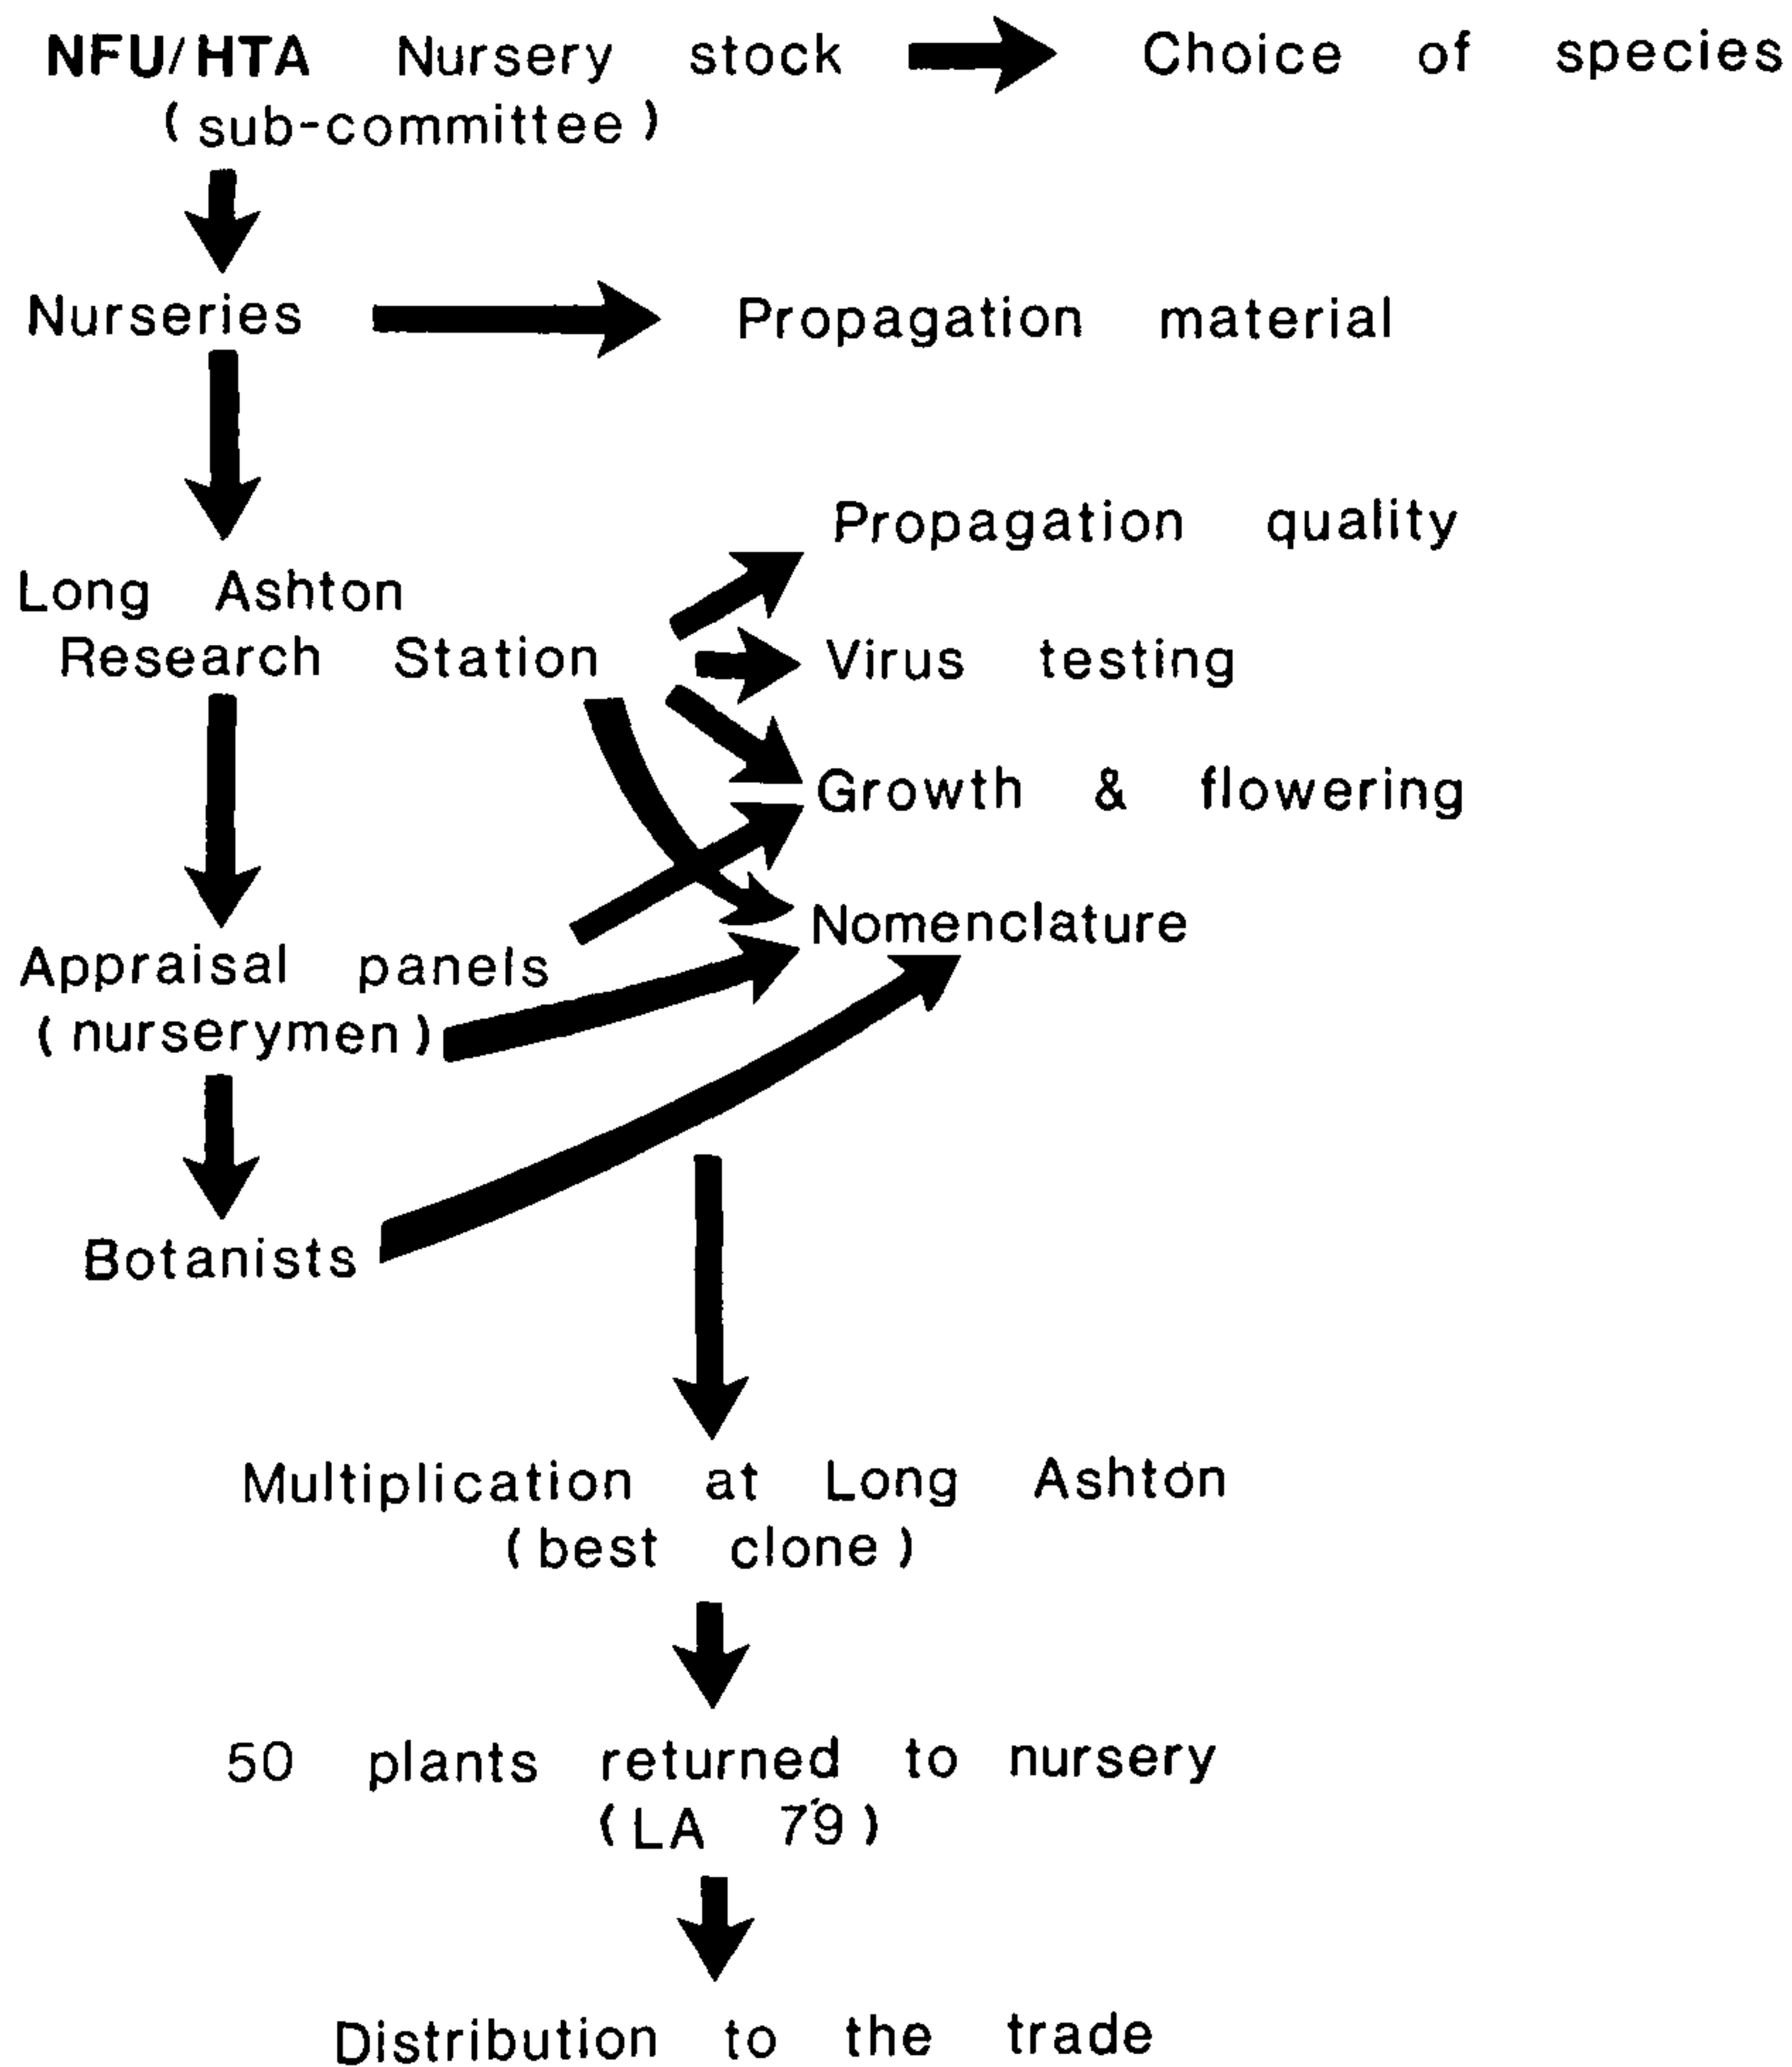 NFU/HTA Nursery stock Choice of species
(sub-committee)
Nurseries Propagation material
Propagation quality
Long Ashton
Research Station Virus testing
Growth & flowering
Nomenclature
Appraisal panels
(nurserymen)
Botanists
Multiplication at Long Ashton
(best clone)
50 plants returned to nursery
(LA 79)
Distribution to the trade